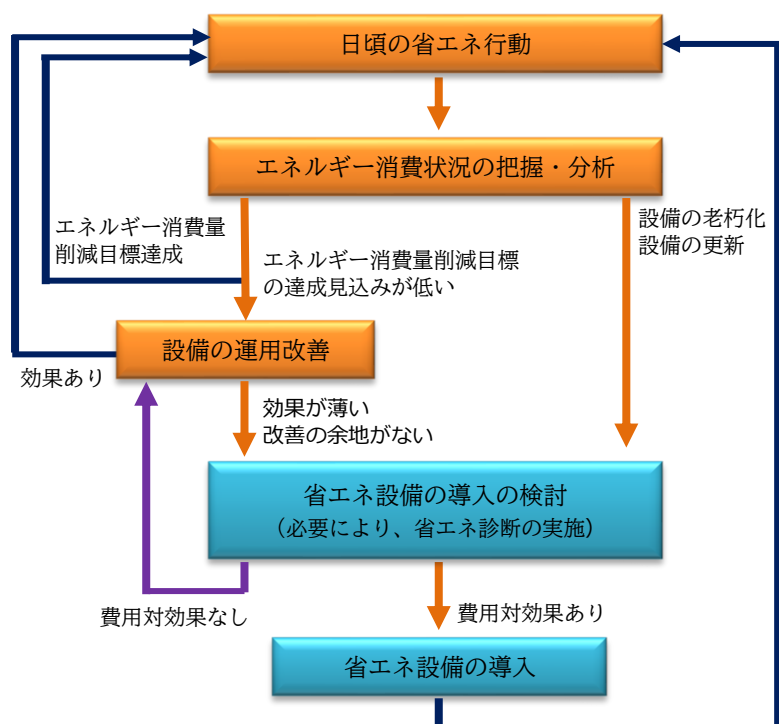 日頃の省エネ行動
エネルギー消費状況の把握・分析
エネルギー消費量
削減目標達成
エネルギー消費量削減目標
の達成見込みが低い
設備の老朽化
設備の更新
設備の運用改善
効果あり
効果が薄い
改善の余地がない
省エネ設備の導入の検討
（必要により、省エネ診断の実施）
費用対効果なし
費用対効果あり
省エネ設備の導入